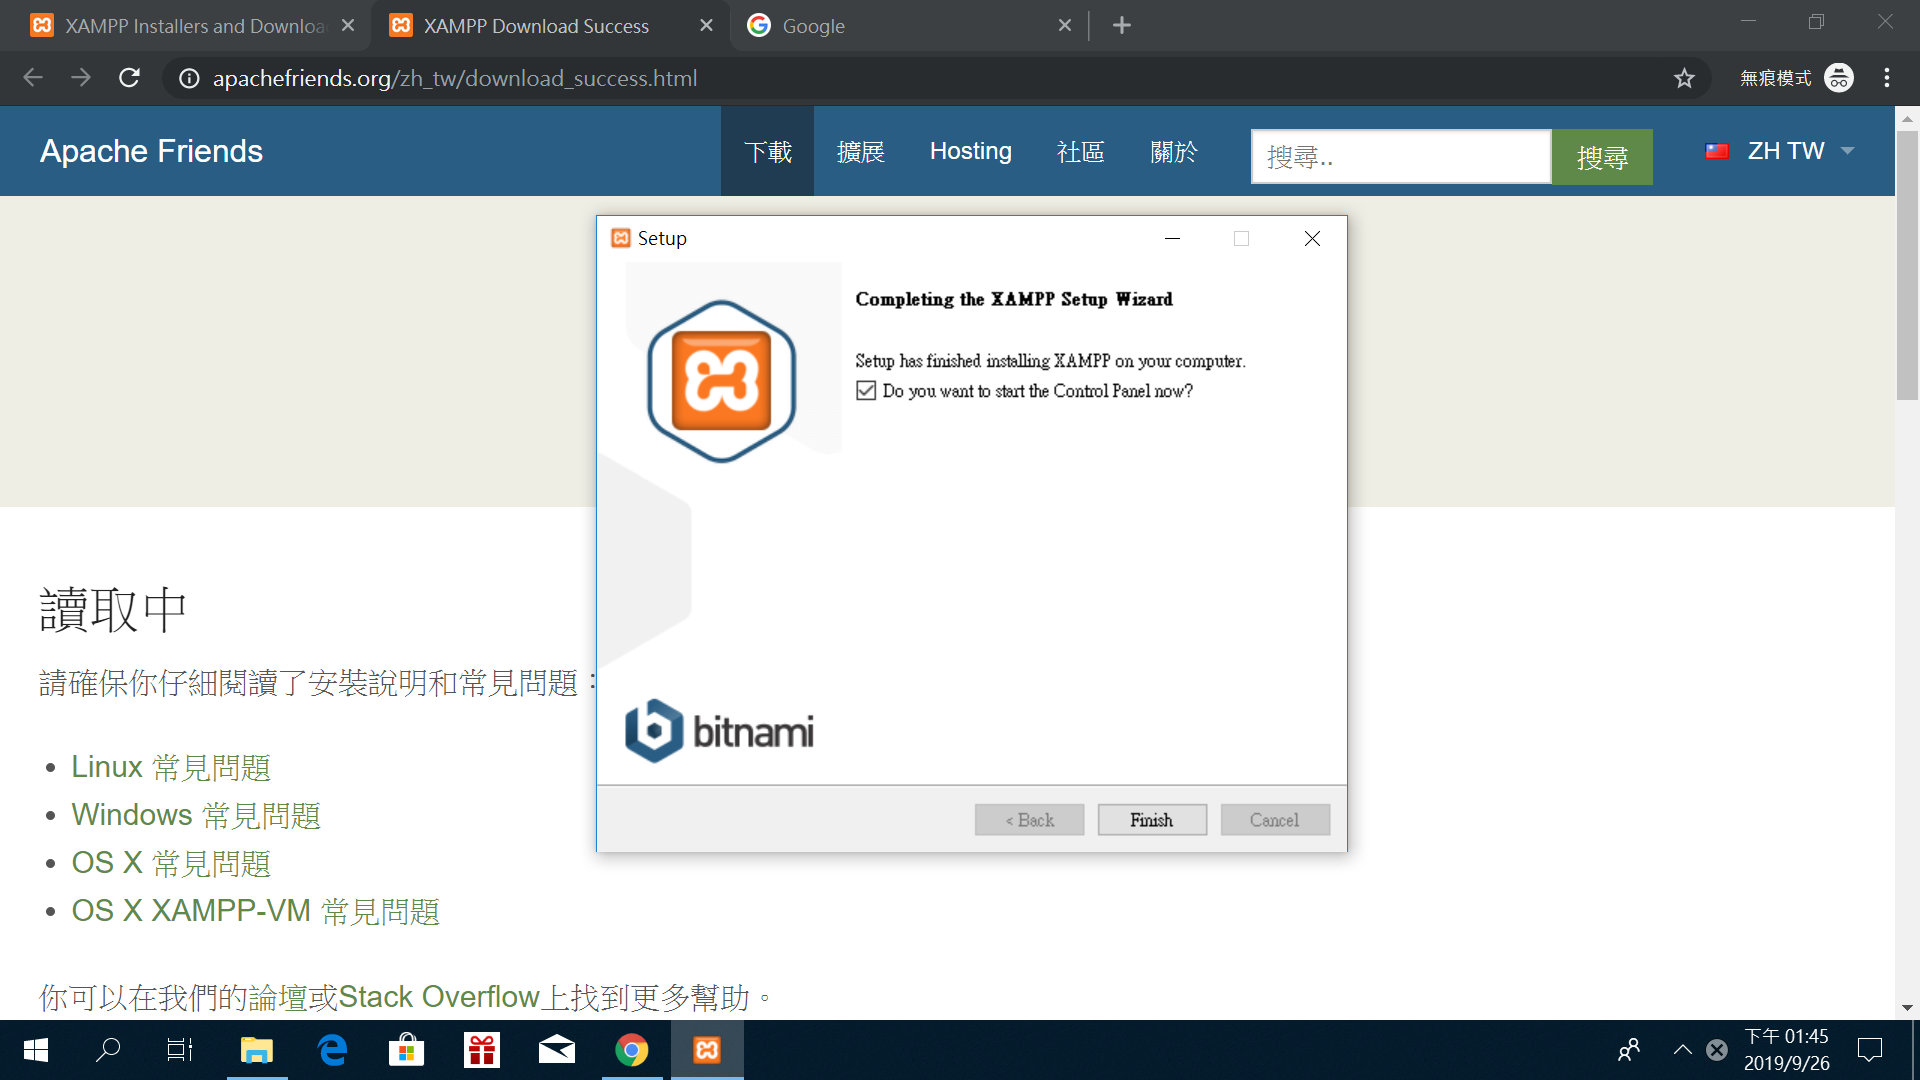 XAMPP Installers and Downloa
XAMPP Download Success
Google
apachefriends.org/zh_tw/download_success.html
無痕模式
Apache Friends
下載
擴展
Hosting
社區
關於
搜尋..
搜尋
ZH TW
Setup
Completing the XAMPP Setup Wizard
Setup has finished installing XAMPP on your computer.
Do you want to start the Control Panel now?
bitnami
< Back
Finish
Cancel
讀取中
請確保你仔細閱讀了安裝說明和常見問題：
Linux 常見問題
Windows 常見問題
OS X 常見問題
OS X XAMPP-VM 常見問題
你可以在我們的論壇或Stack Overflow上找到更多幫助。
下午 01:45
2019/9/26